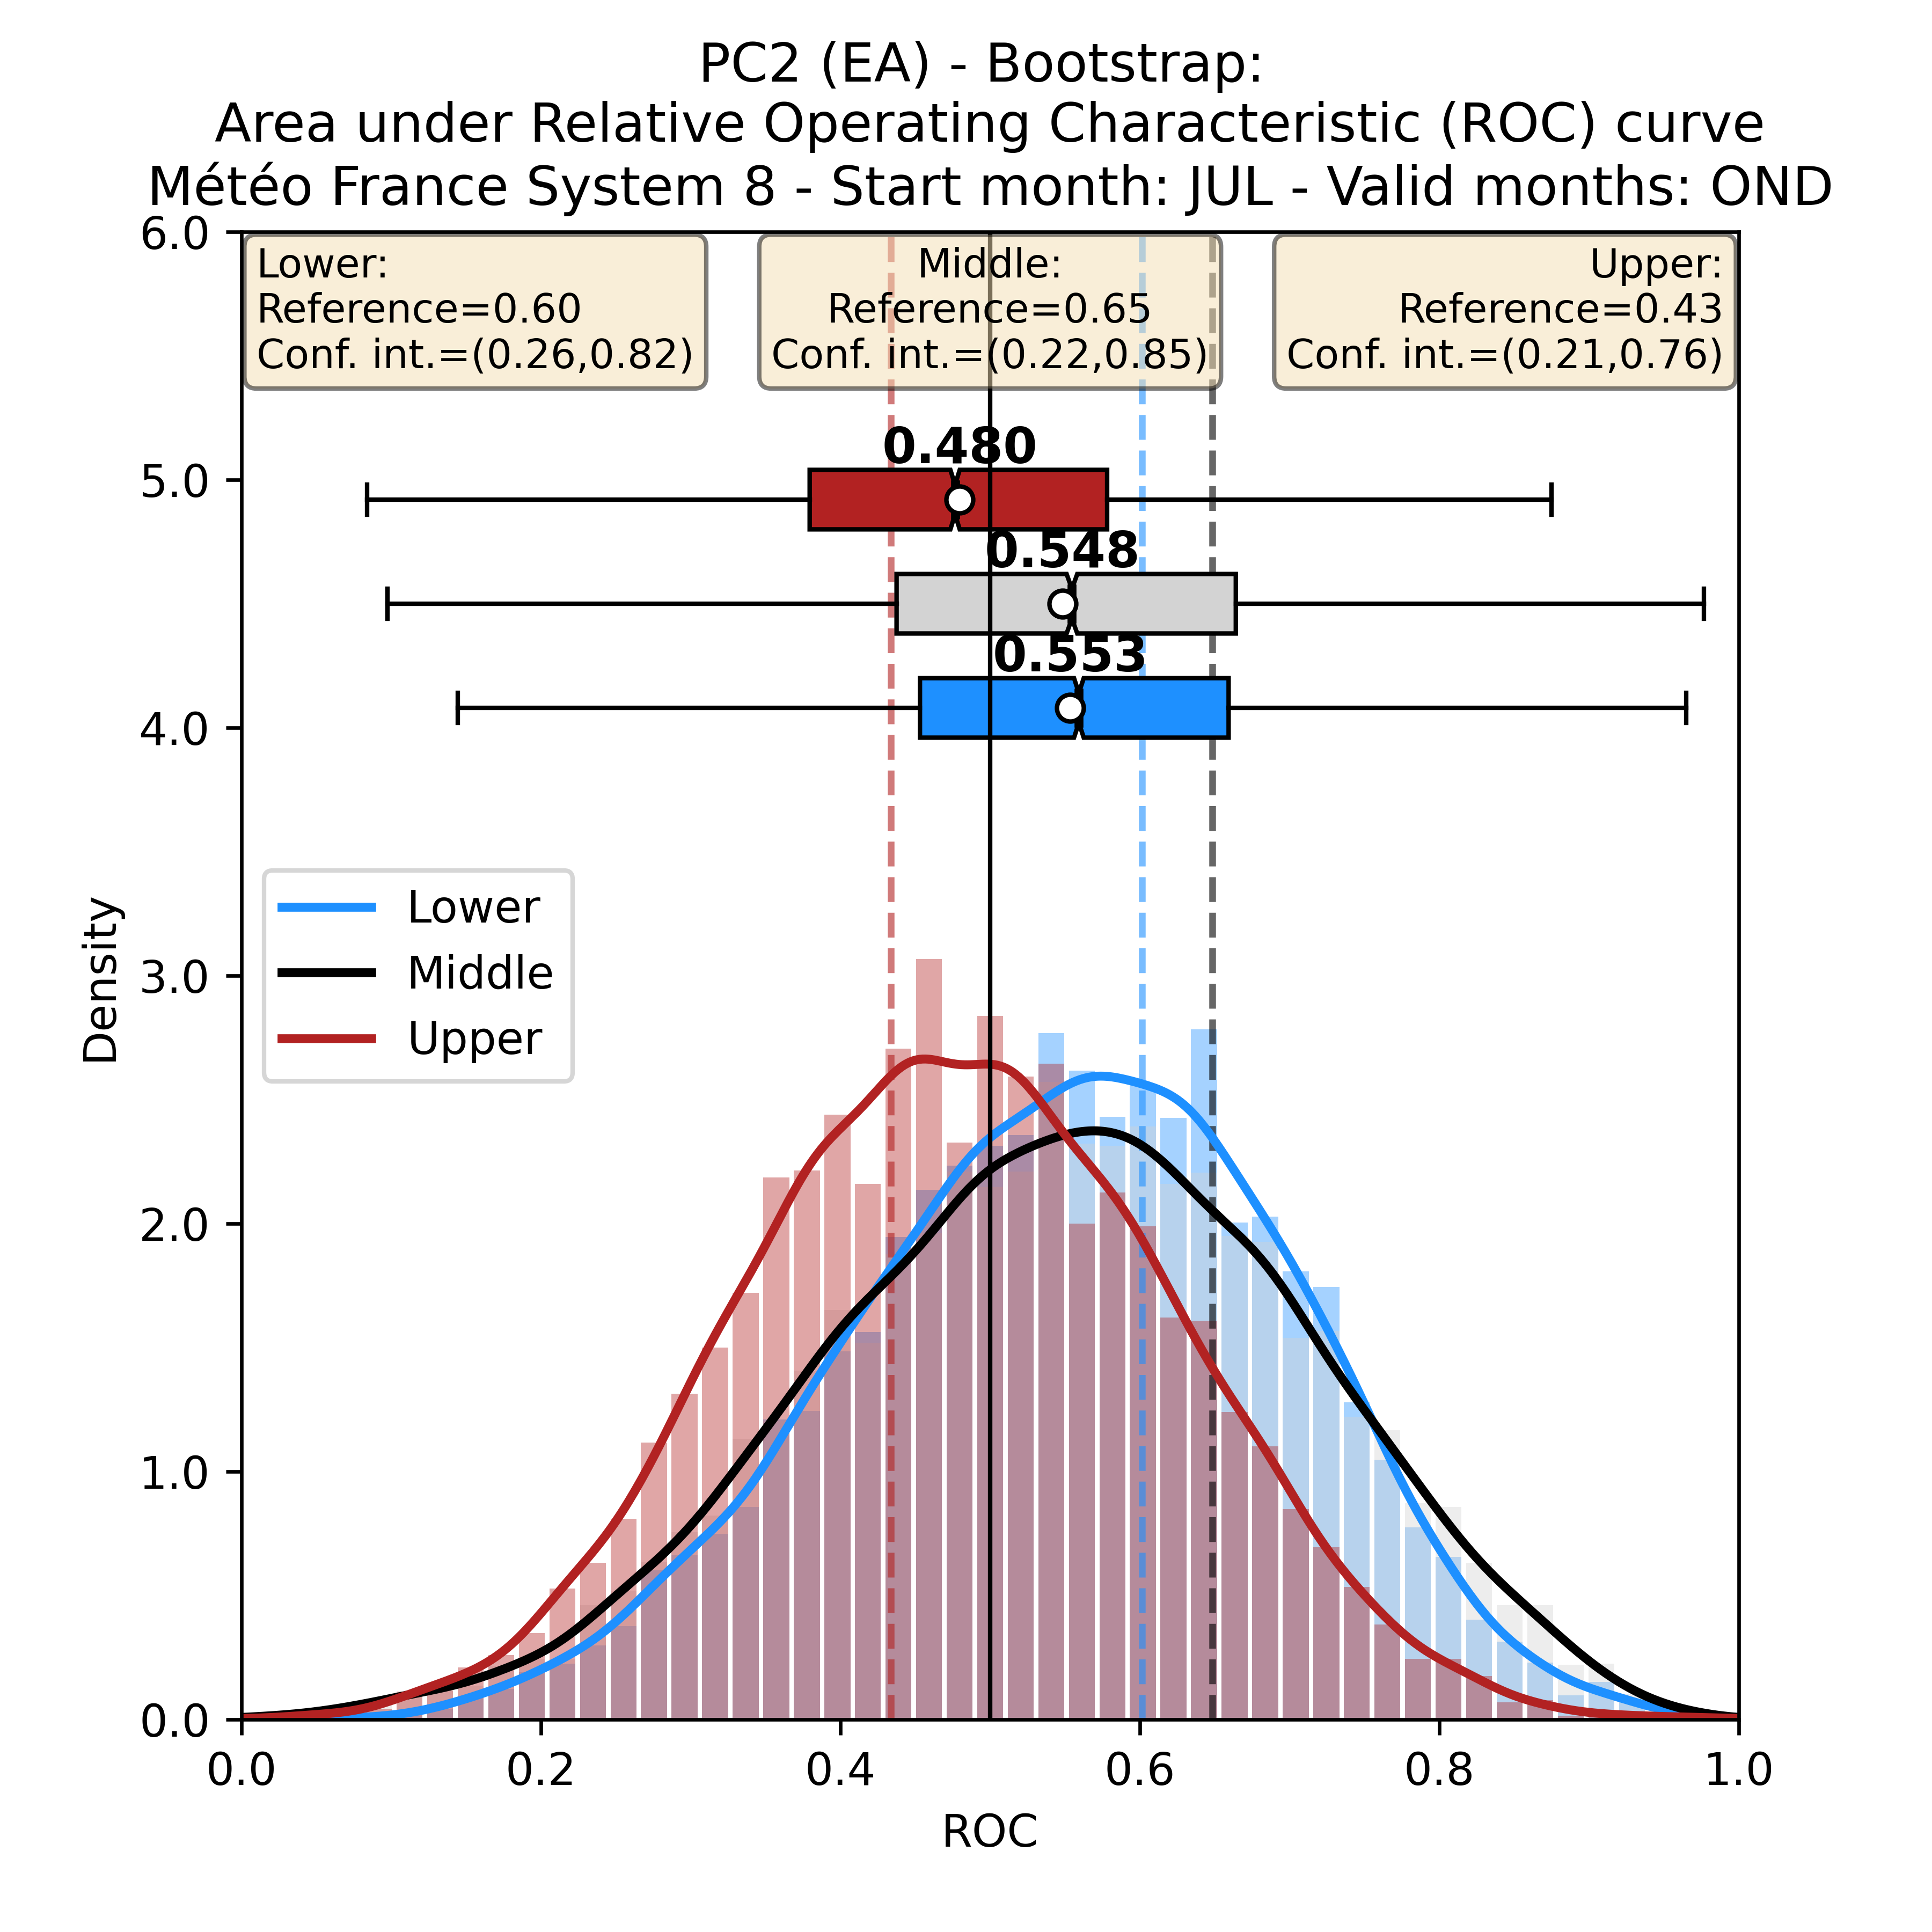 PC2 (EA) - Bootstrap:
Area under Relative Operating Characteristic (ROC) curve
Météo France System 8 - Start month: JUL - Valid months: OND
Lower:
Reference=0.60
Conf. int.=(0.26,0.82)
Middle:
Reference=0.65
Conf. int.=(0.22,0.85)
Upper:
Reference=0.43
Conf. int.=(0.21,0.76)
0.480
0.548
0.553
Lower
Middle
Upper
Density
6.0
5.0
4.0
3.0
2.0
1.0
0.0
0.0 0.2 0.4 0.6 0.8 1.0
ROC